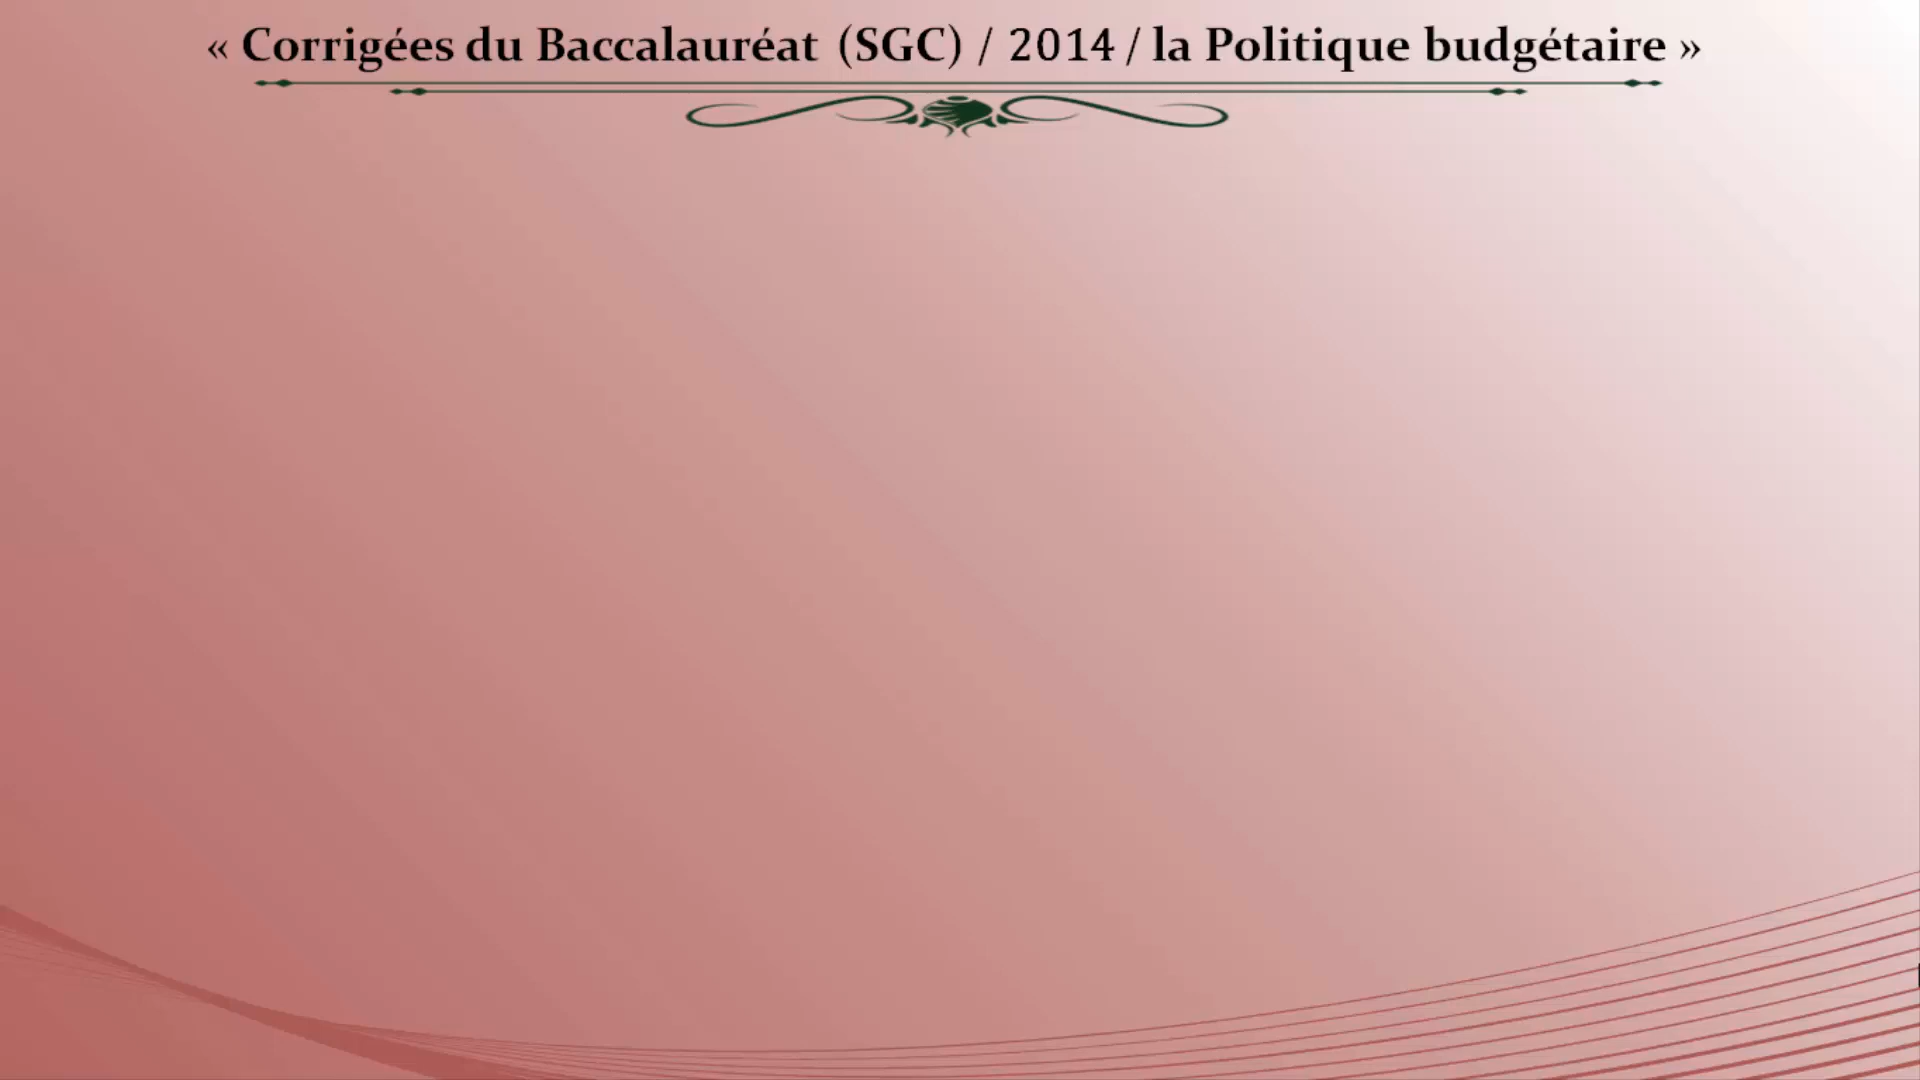 « Corrigées du Baccalauréat (SGC) / 2014 / la Politique budgétaire »